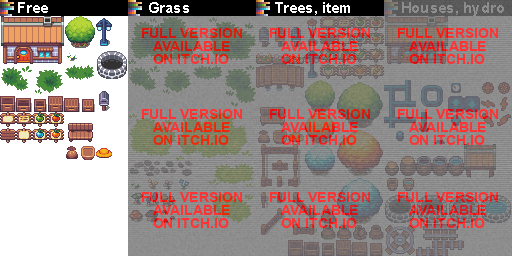 Free
Grass
Trees, item
Houses, hydro
FULL VERSION
AVAILABLE
ON ITCH.IO
FULL VERSION
AVAILABLE
ON ITCH.IO
FULL VERSION
AVAILABLE
ON ITCH.IO
FULL VERSION
AVAILABLE
ON ITCH.IO
FULL VERSION
AVAILABLE
ON ITCH.IO
FULL VERSION
AVAILABLE
ON ITCH.IO
FULL VERSION
AVAILABLE
ON ITCH.IO
FULL VERSION
AVAILABLE
ON ITCH.IO
FULL VERSION
AVAILABLE
ON ITCH.IO